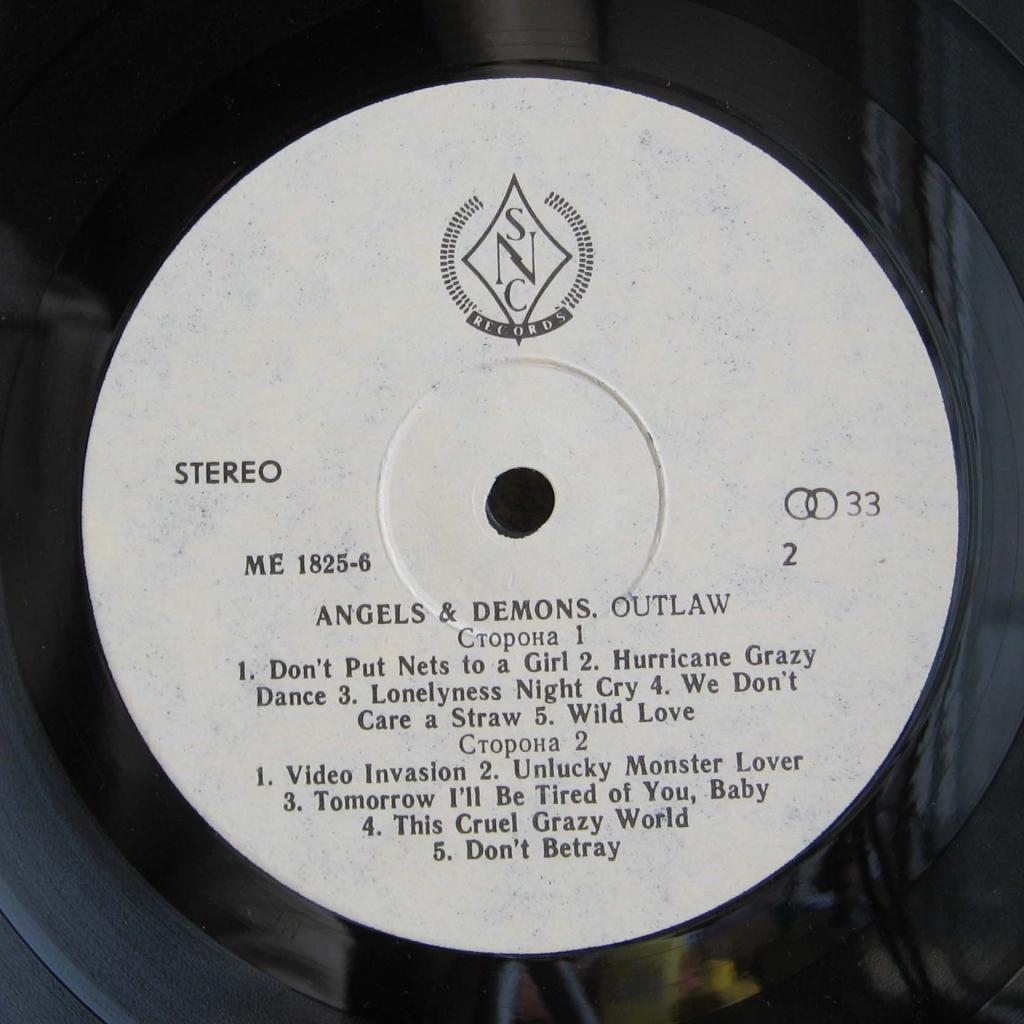 S
N
C
RECORDS
STEREO
33
ME 1825-6
2
ANGELS & DEMONS. OUTLAW
Сторона 1
1. Don't Put Nets to a Girl 2. Hurricane Grazy
Dance 3. Lonelyness Night Cry 4. We Don't
Care a Straw 5. Wild Love
Сторона 2
1. Video Invasion 2. Unlucky Monster Lover
3. Tomorrow I'll Be Tired of You, Baby
4. This Cruel Grazy World
5. Don't Betray